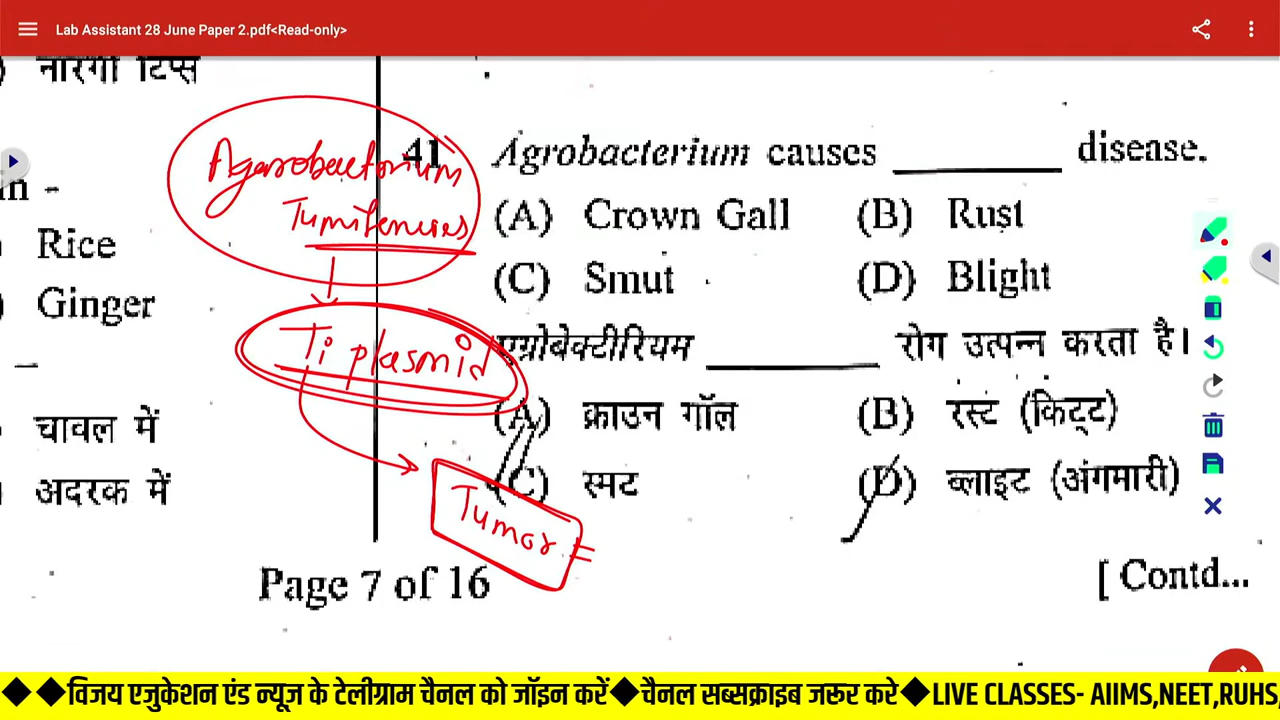 Lab Assistant 28 June Paper 2.pdf<Read-only>
नारंगी टिप्स
in -
Rice
Ginger
चावल में
अदरक में
Agarobactorium
Tumifencies
Ti plasmid
Tumor =
41 Agrobacterium causes ________ disease.
(A) Crown Gall (B) Rust
(C) Smut (D) Blight
एग्रोबेक्टीरियम ________ रोग उत्पन्न करता है।
(A) क्राउन गॉल (B) रस्ट (किट्ट)
(C) स्मट (D) ब्लाइट (अंगमारी)
Page 7 of 16 [ Contd...
◆◆विजय एजुकेशन एंड न्यूज के टेलीग्राम चैनल को जॉइन करें◆चैनल सब्सक्राइब जरूर करे◆LIVE CLASSES- AIIMS,NEET,RUHS,